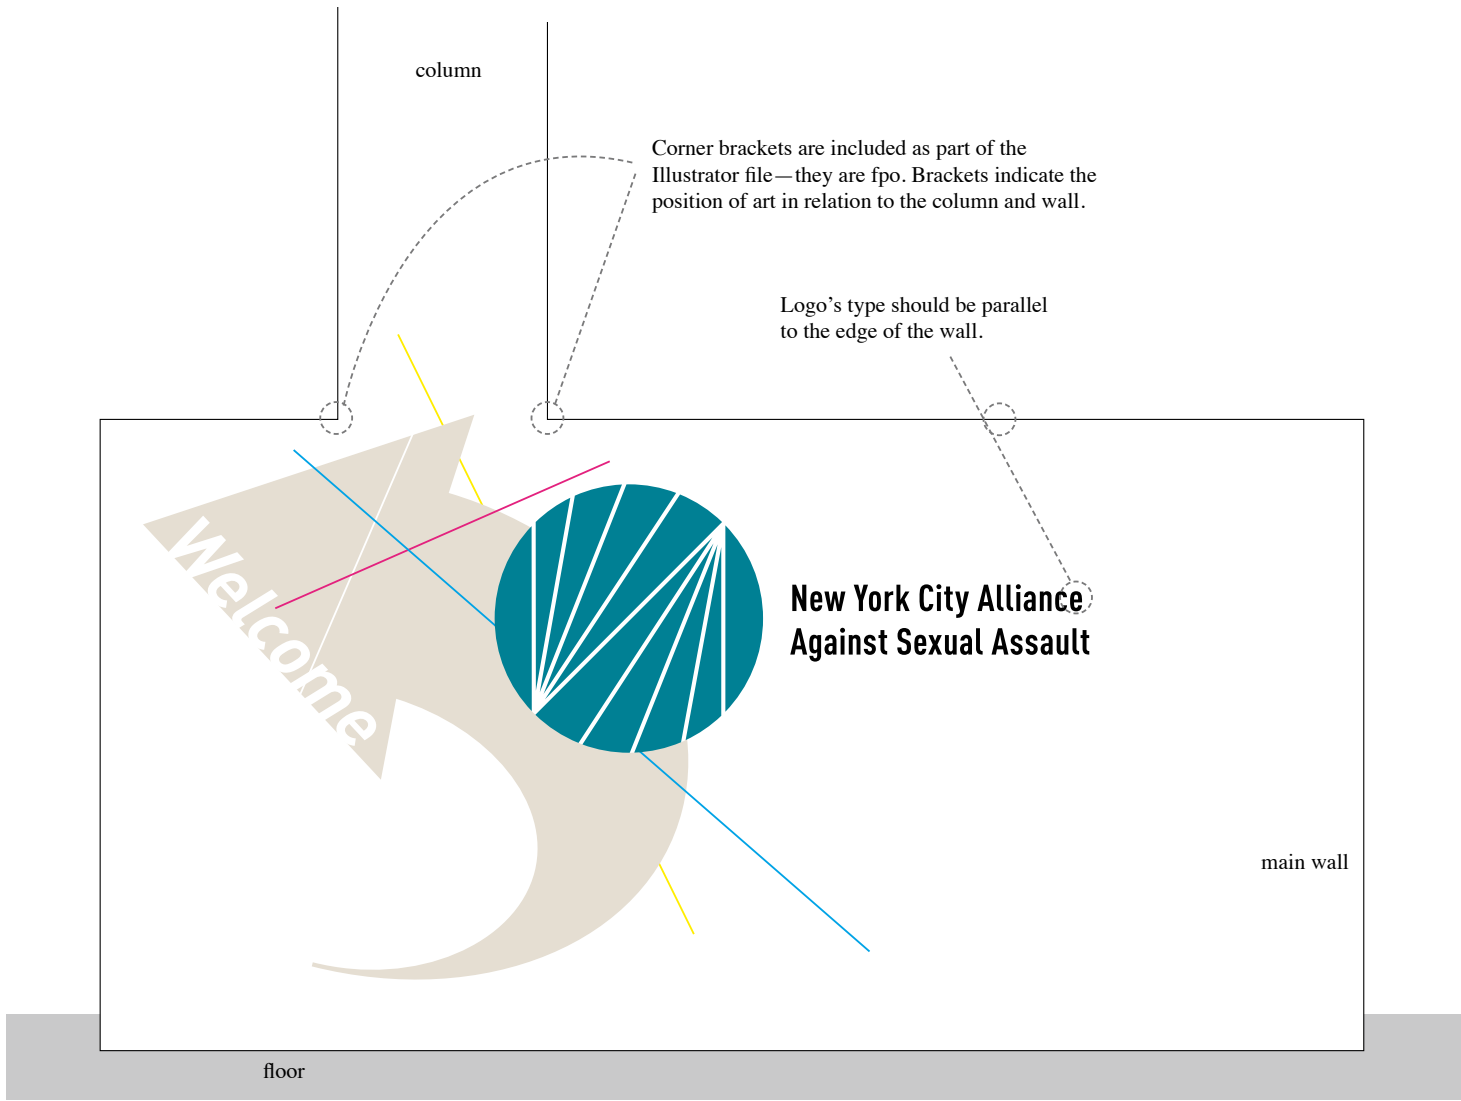 column
Corner brackets are included as part of the
Illustrator file—they are fpo. Brackets indicate the
position of art in relation to the column and wall.
Logo’s type should be parallel
to the edge of the wall.
Welcome
New York City Alliance
Against Sexual Assault
main wall
floor